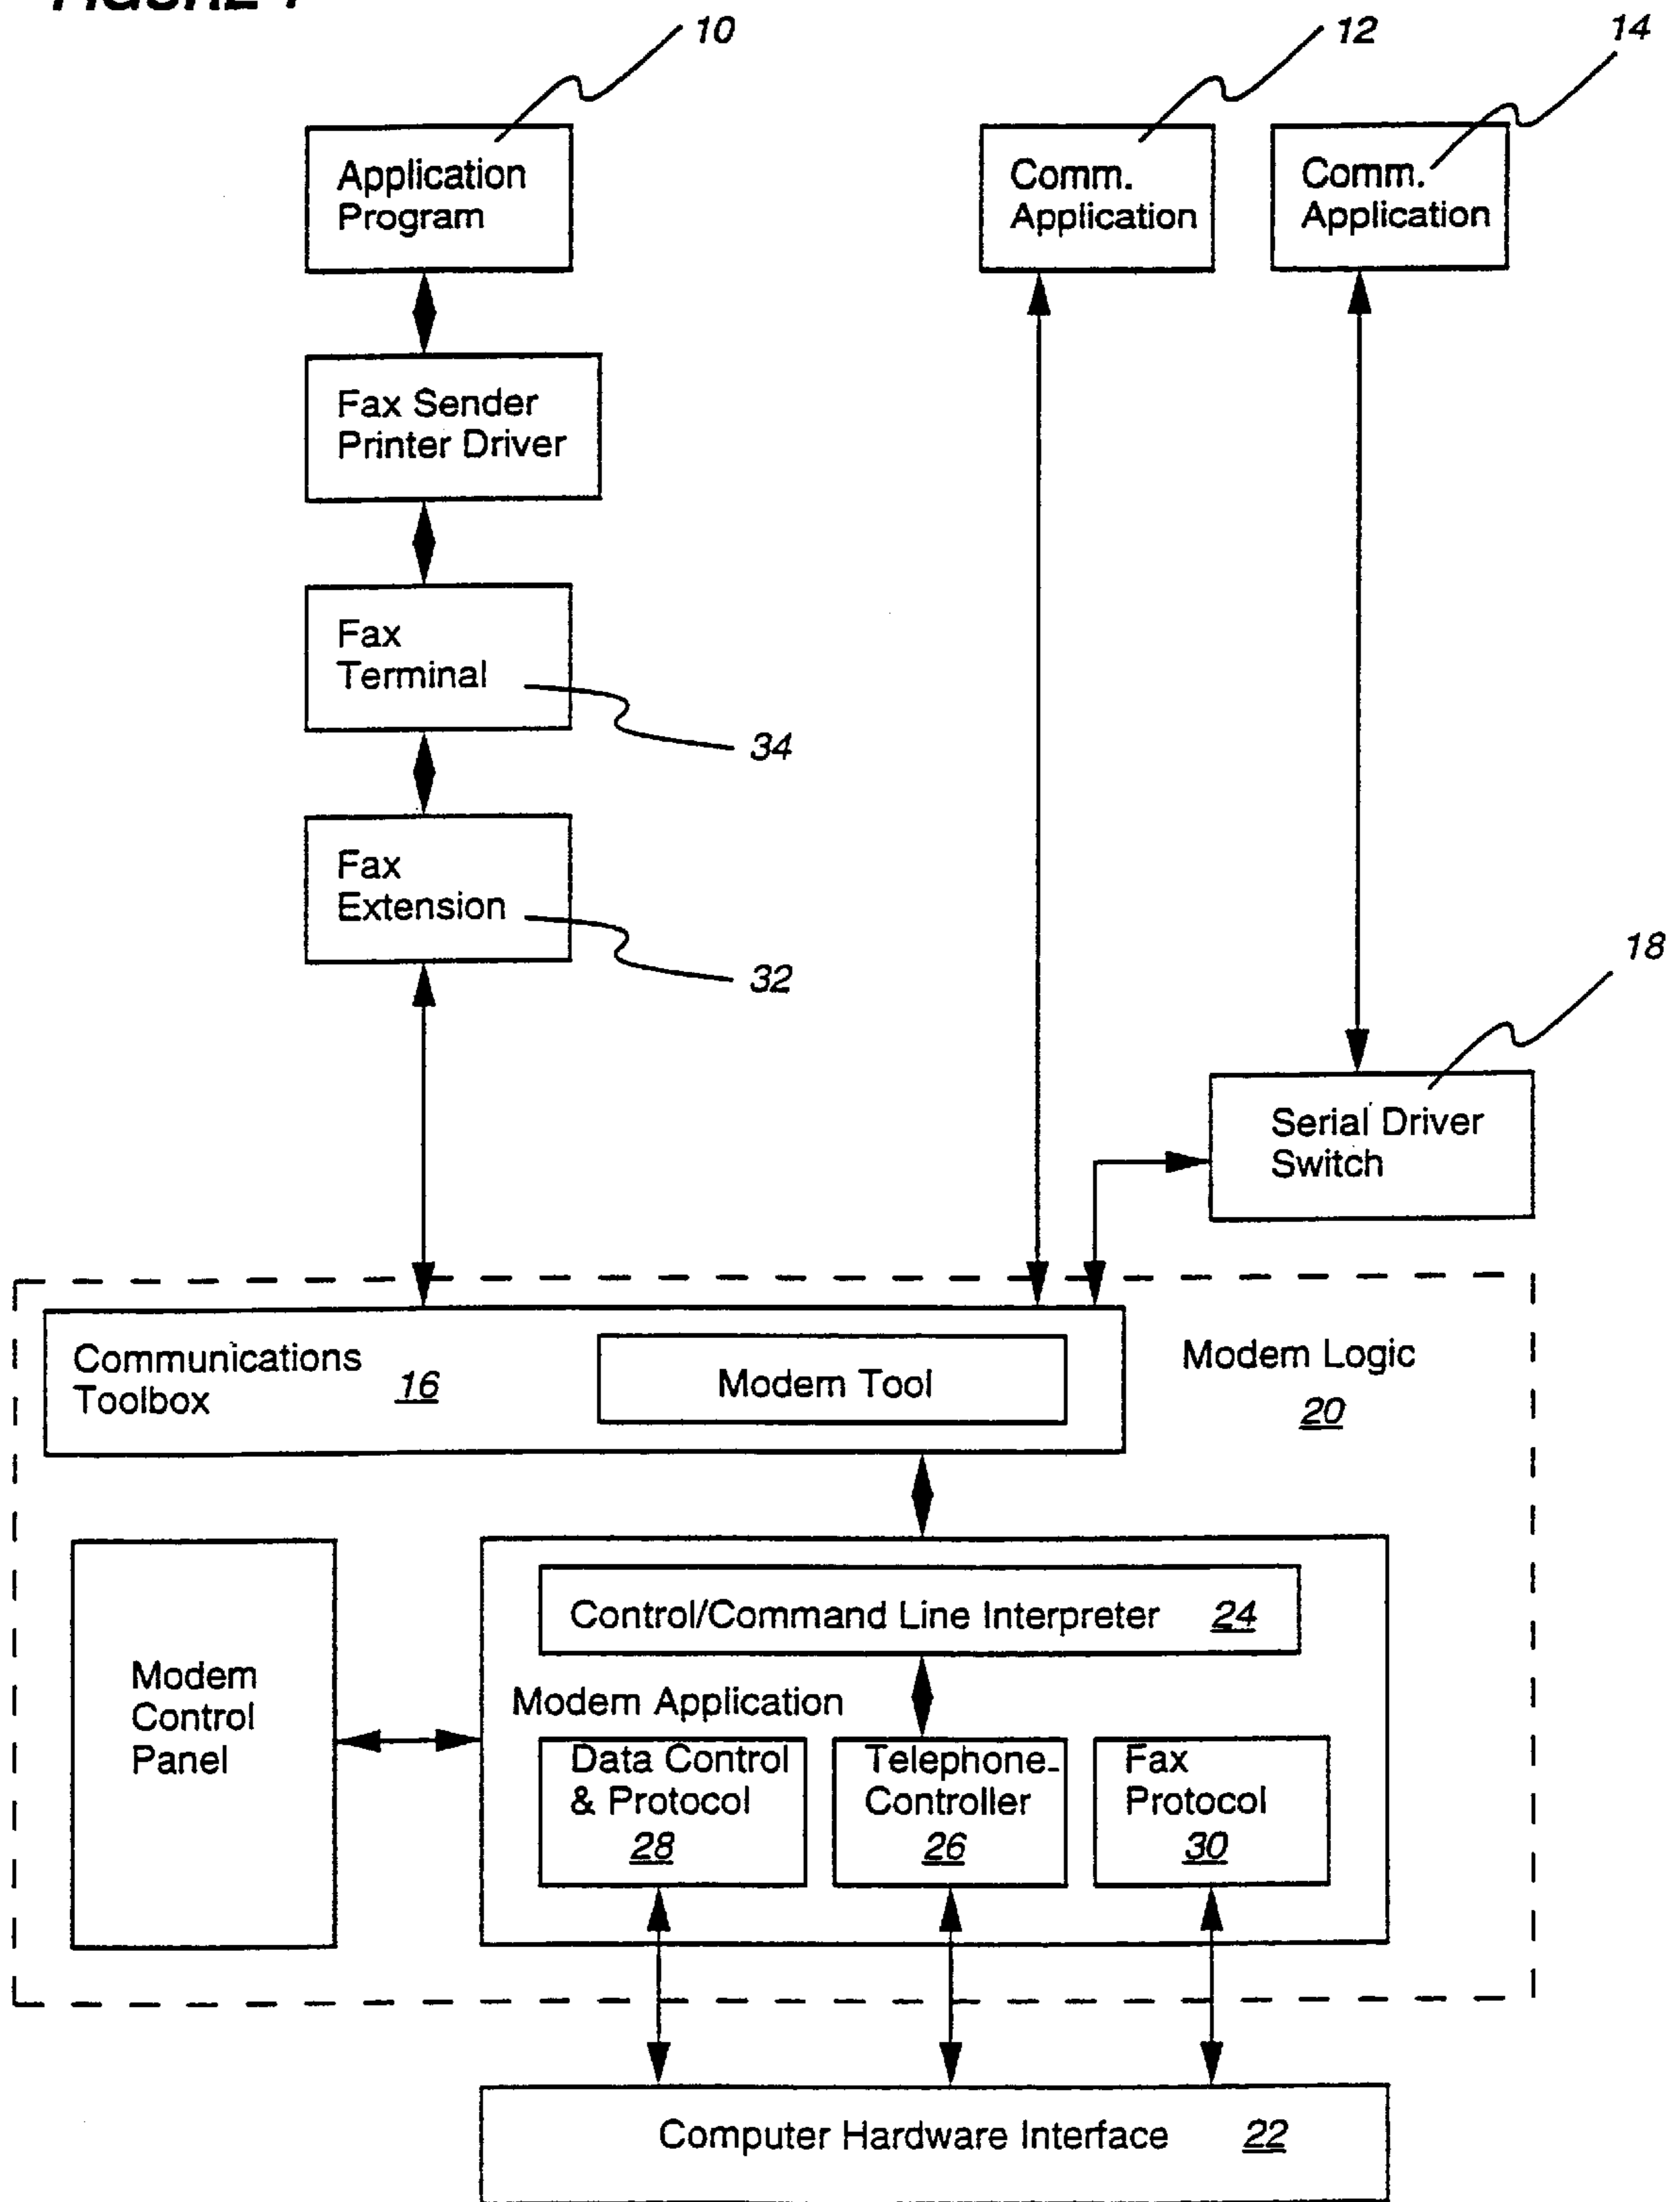 FIGURE 1
10
12
14
Application
Program
Comm.
Application
Comm.
Application
Fax Sender
Printer Driver
Fax
Terminal
34
Fax
Extension
32
18
Serial Driver
Switch
Communications
Toolbox
16
Modem Tool
Modem Logic
20
Control/Command Line Interpreter 24
Modem
Control
Panel
Modem Application
Data Control
& Protocol
28
Telephone-
Controller
26
Fax
Protocol
30
Computer Hardware Interface 22